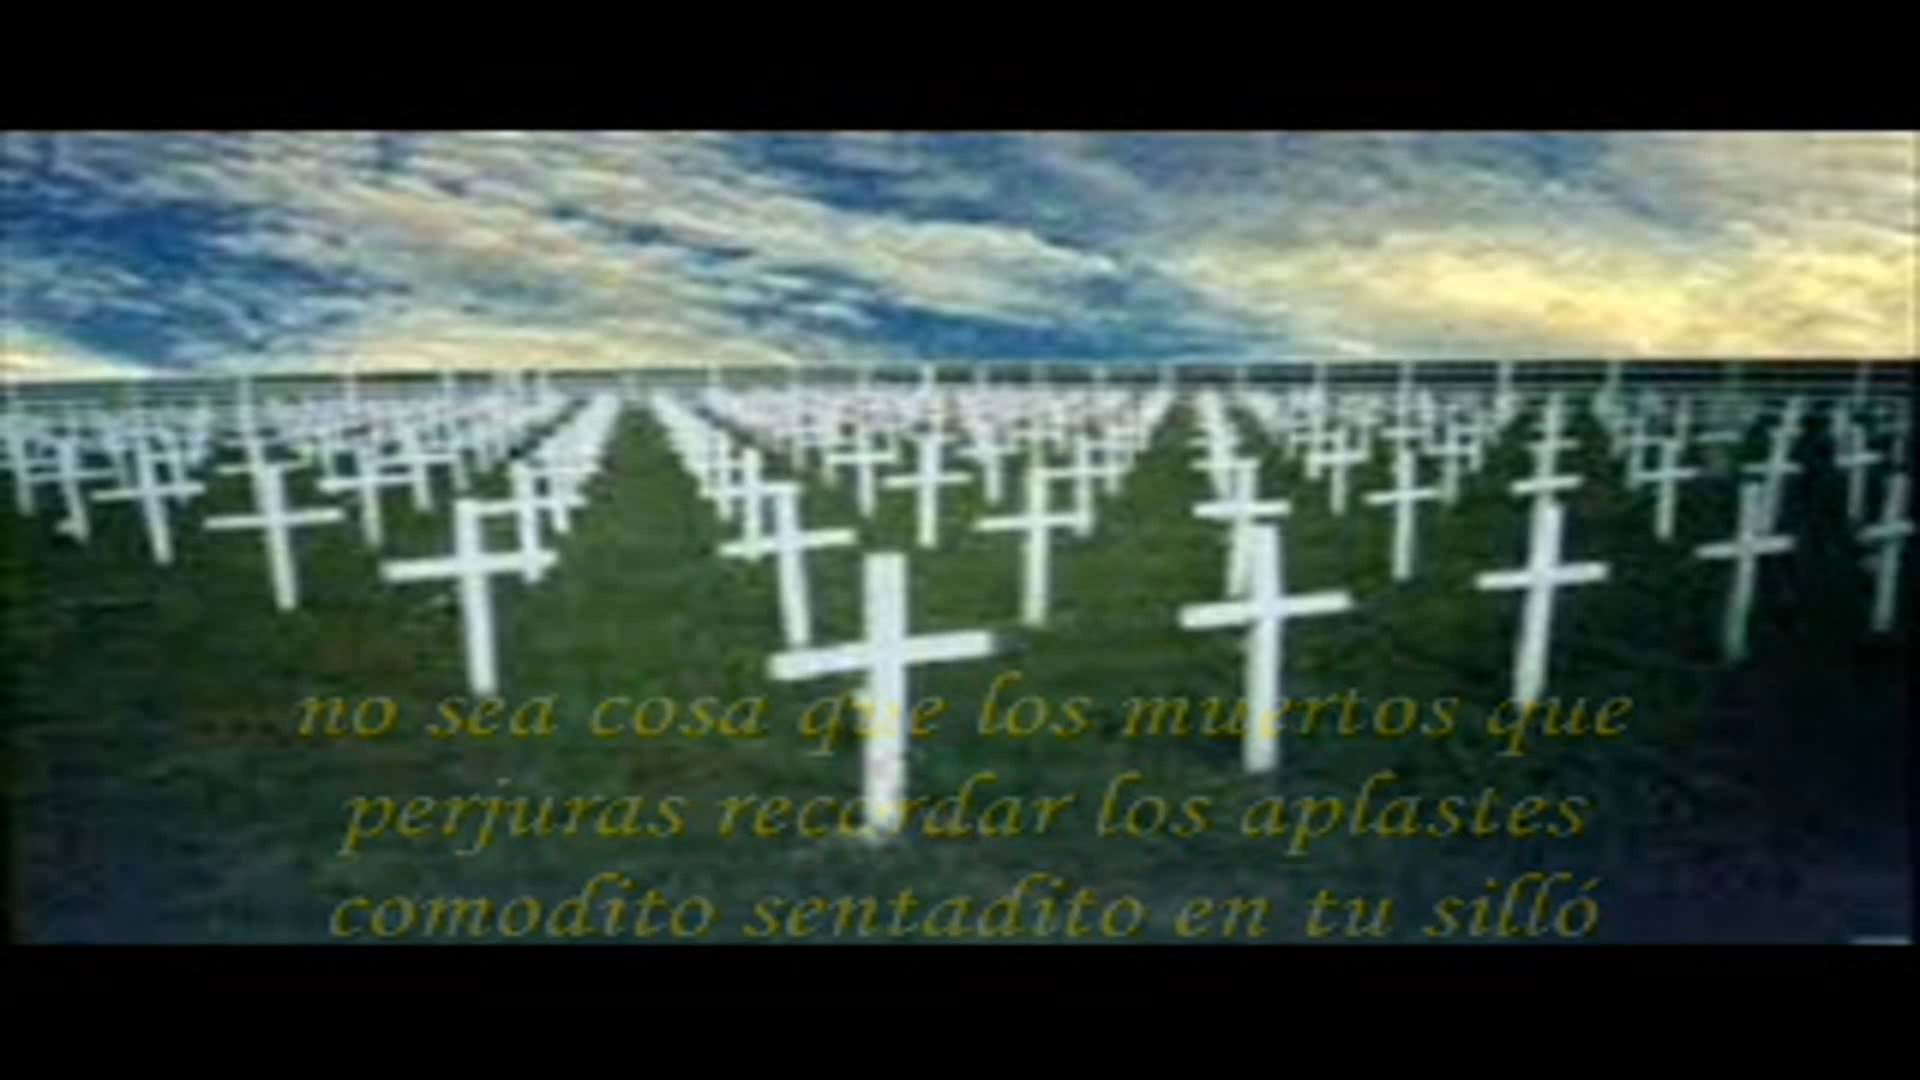 no sea cosa que los muertos que
perjuras recordar los aplastes
comodito sentadito en tu silló